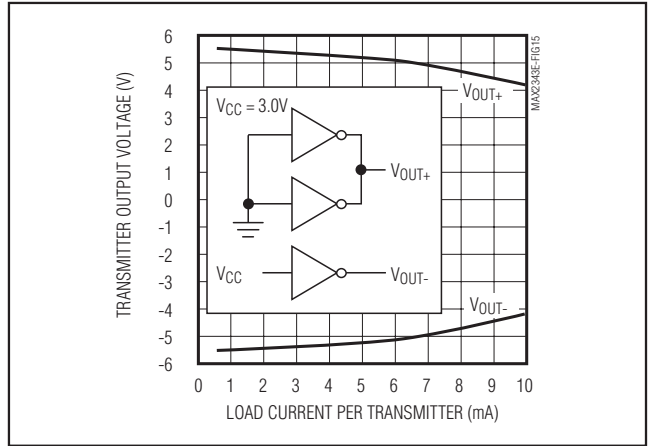 6
5
4
3
2
1
0
-1
-2
-3
-4
-5
-6
TRANSMITTER OUTPUT VOLTAGE (V)
VCC = 3.0V
VOUT+
VOUT+
VCC
VOUT-
VOUT-
0 1 2 3 4 5 6 7 8 9 10
LOAD CURRENT PER TRANSMITTER (mA)
MAX2343E-FIG15